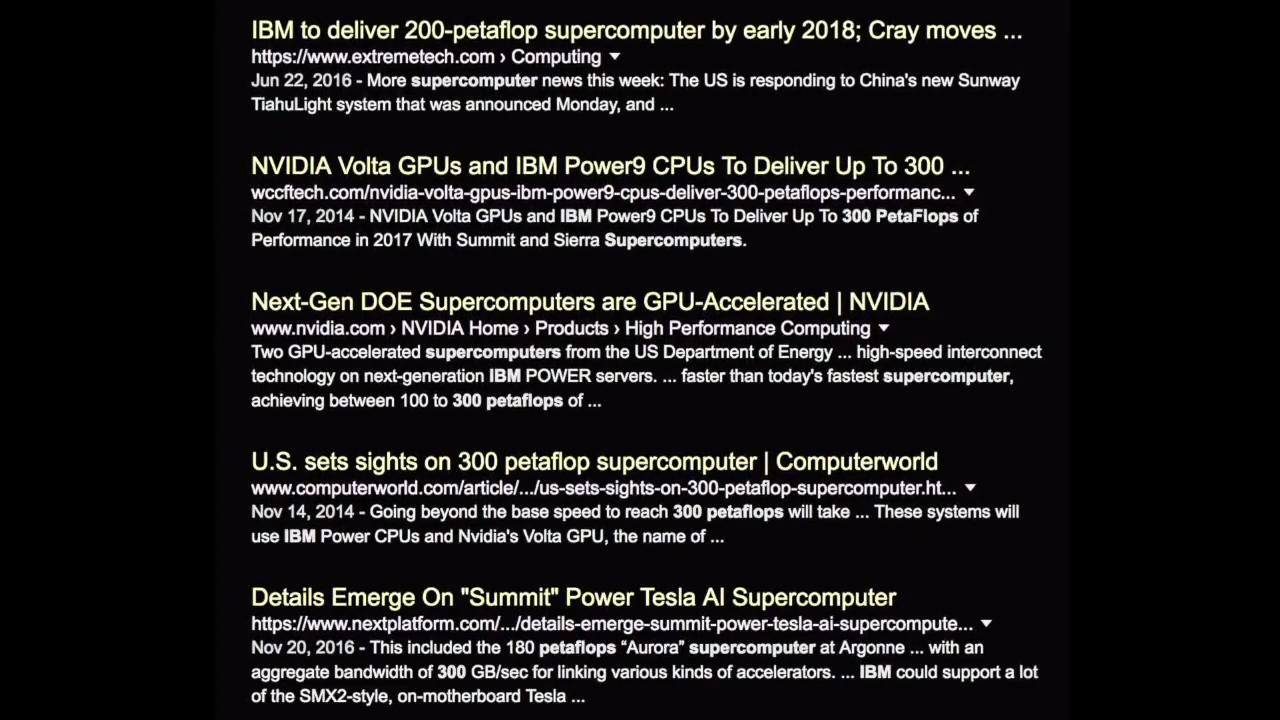 IBM to deliver 200-petaflop supercomputer by early 2018; Cray moves ...
https://www.extremetech.com › Computing
Jun 22, 2016 - More supercomputer news this week: The US is responding to China's new Sunway
TiahuLight system that was announced Monday, and ...
NVIDIA Volta GPUs and IBM Power9 CPUs To Deliver Up To 300 ...
wccftech.com/nvidia-volta-gpus-ibm-power9-cpus-deliver-300-petaflops-performanc...
Nov 17, 2014 - NVIDIA Volta GPUs and IBM Power9 CPUs To Deliver Up To 300 PetaFlops of
Performance in 2017 With Summit and Sierra Supercomputers.
Next-Gen DOE Supercomputers are GPU-Accelerated | NVIDIA
www.nvidia.com › NVIDIA Home › Products › High Performance Computing
Two GPU-accelerated supercomputers from the US Department of Energy ... high-speed interconnect
technology on next-generation IBM POWER servers. ... faster than today's fastest supercomputer,
achieving between 100 to 300 petaflops of ...
U.S. sets sights on 300 petaflop supercomputer | Computerworld
www.computerworld.com/article/.../us-sets-sights-on-300-petaflop-supercomputer.ht...
Nov 14, 2014 - Going beyond the base speed to reach 300 petaflops will take ... These systems will
use IBM Power CPUs and Nvidia's Volta GPU, the name of ...
Details Emerge On "Summit" Power Tesla AI Supercomputer
https://www.nextplatform.com/.../details-emerge-summit-power-tesla-ai-supercompute...
Nov 20, 2016 - This included the 180 petaflops “Aurora” supercomputer at Argonne ... with an
aggregate bandwidth of 300 GB/sec for linking various kinds of accelerators. ... IBM could support a lot
of the SMX2-style, on-motherboard Tesla ...